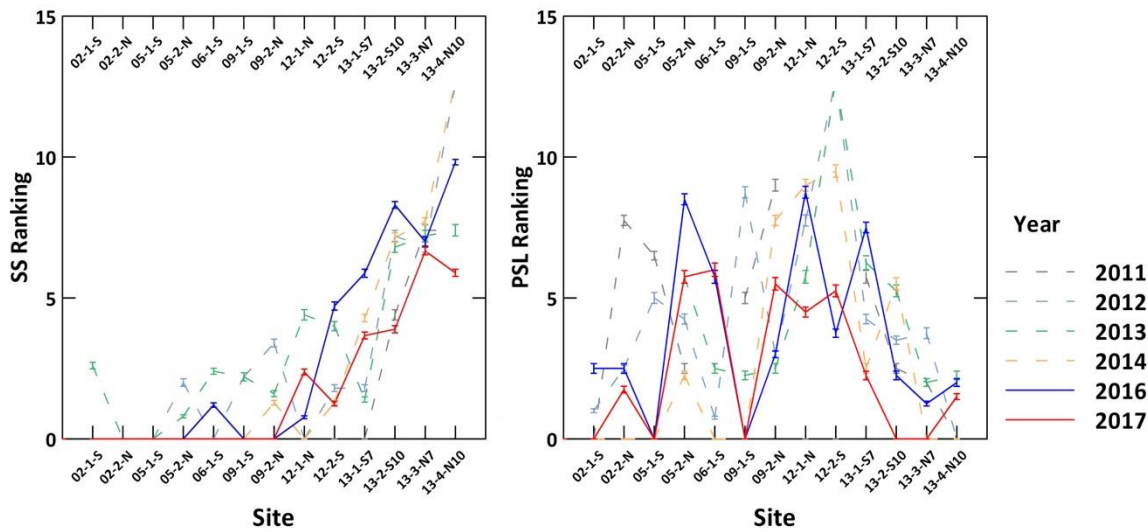 15
10
5
0
SS Ranking
02-1-S
02-2-N
05-1-S
05-2-N
06-1-S
09-1-S
09-2-N
12-1-N
12-2-S
13-1-S7
13-2-S10
13-3-N7
13-4-N10
02-1-S
02-2-N
05-1-S
05-2-N
06-1-S
09-1-S
09-2-N
12-1-N
12-2-S
13-1-S7
13-2-S10
13-3-N7
13-4-N10
Site
15
10
5
0
PSL Ranking
02-1-S
02-2-N
05-1-S
05-2-N
06-1-S
09-1-S
09-2-N
12-1-N
12-2-S
13-1-S7
13-2-S10
13-3-N7
13-4-N10
02-1-S
02-2-N
05-1-S
05-2-N
06-1-S
09-1-S
09-2-N
12-1-N
12-2-S
13-1-S7
13-2-S10
13-3-N7
13-4-N10
Site
Year
2011
2012
2013
2014
2016
2017